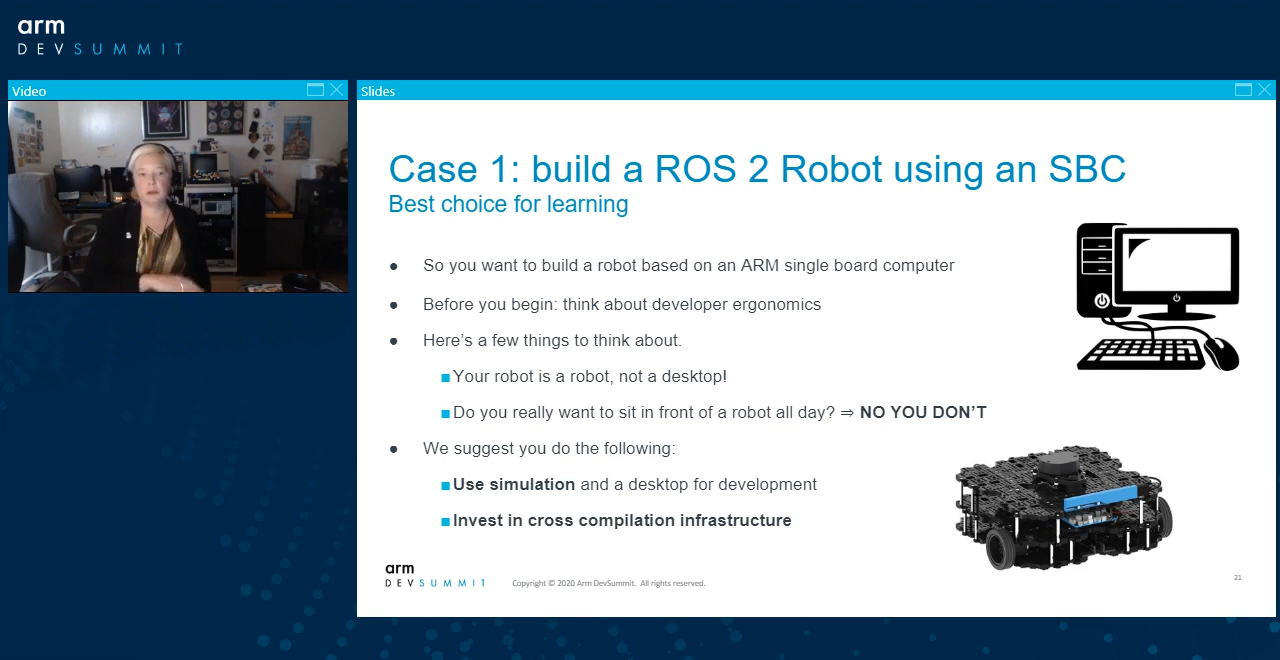 arm
DEVSUMMIT
Video
Slides
Case 1: build a ROS 2 Robot using an SBC
Best choice for learning
● So you want to build a robot based on an ARM single board computer
● Before you begin: think about developer ergonomics
● Here’s a few things to think about.
■ Your robot is a robot, not a desktop!
■ Do you really want to sit in front of a robot all day? ⇒ NO YOU DON’T
● We suggest you do the following:
■ Use simulation and a desktop for development
■ Invest in cross compilation infrastructure
arm
DEVSUMMIT
Copyright © 2020 Arm DevSummit. All rights reserved.
21